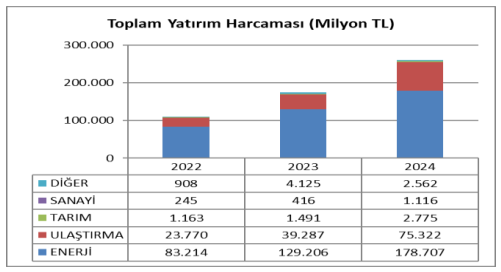 Toplam Yatırım Harcaması (Milyon TL)
300.000
200.000
100.000
0
2022 2023 2024
DİĞER 908 4.125 2.562
SANAYİ 245 416 1.116
TARIM 1.163 1.491 2.775
ULAŞTIRMA 23.770 39.287 75.322
ENERJİ 83.214 129.206 178.707